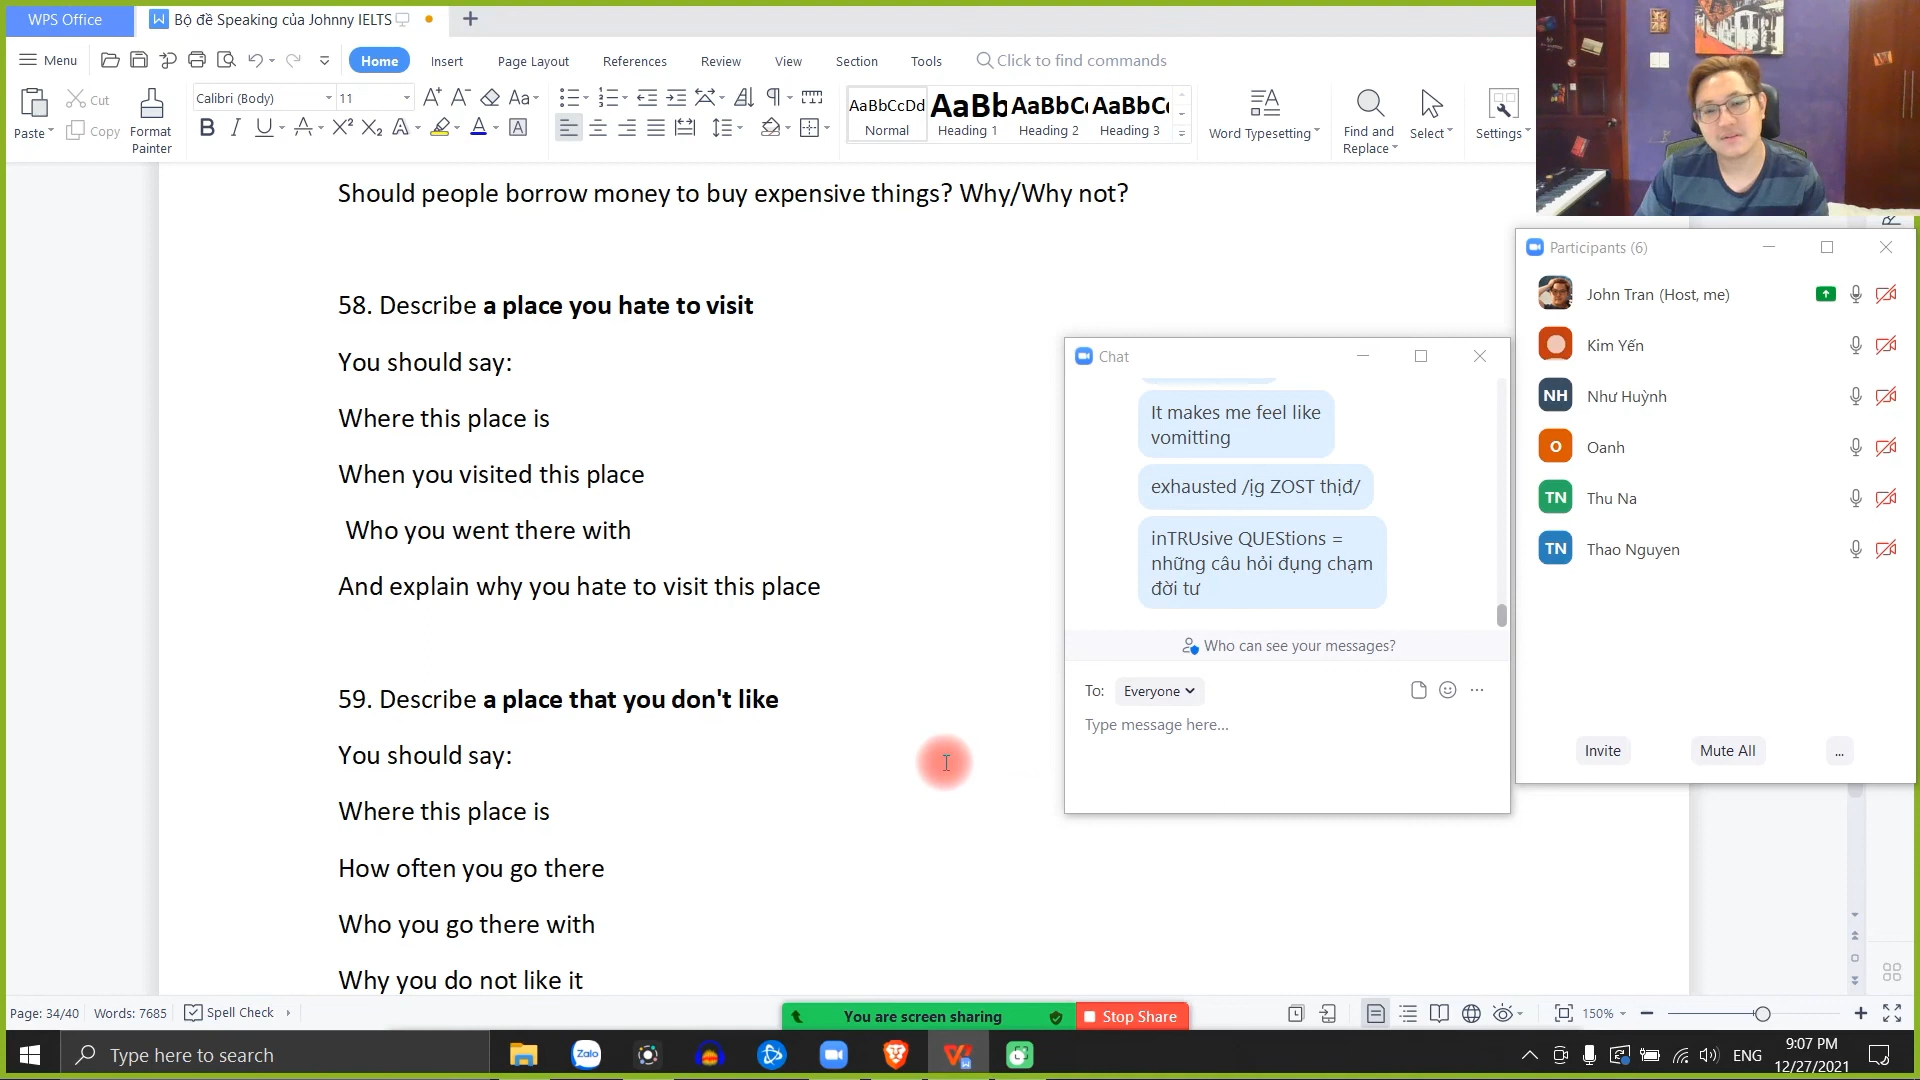 WPS Office
Bộ đề Speaking của Johnny IELTS
Menu
Home
Insert
Page Layout
References
Review
View
Section
Tools
Click to find commands
Paste
Cut
Copy
Format
Painter
Calibri (Body)
11
AaBbCcDd
Normal
AaBb
Heading 1
AaBbC
Heading 2
AaBbC
Heading 3
Word Typesetting
Find and
Replace
Select
Settings
Should people borrow money to buy expensive things? Why/Why not?
58. Describe a place you hate to visit
You should say:
Where this place is
When you visited this place
Who you went there with
And explain why you hate to visit this place
59. Describe a place that you don't like
You should say:
Where this place is
How often you go there
Who you go there with
Why you do not like it
Chat
It makes me feel like
vomitting
exhausted /ịg ZOST thịđ/
inTRUsive QUEStions =
những câu hỏi đụng chạm
đời tư
Who can see your messages?
To: Everyone
Type message here...
Participants (6)
John Tran (Host, me)
Kim Yến
NH Như Huỳnh
O Oanh
TN Thu Na
TN Thao Nguyen
Invite
Mute All
...
Page: 34/40
Words: 7685
Spell Check
You are screen sharing
Stop Share
150%
Type here to search
Zalo
ENG
9:07 PM
12/27/2021